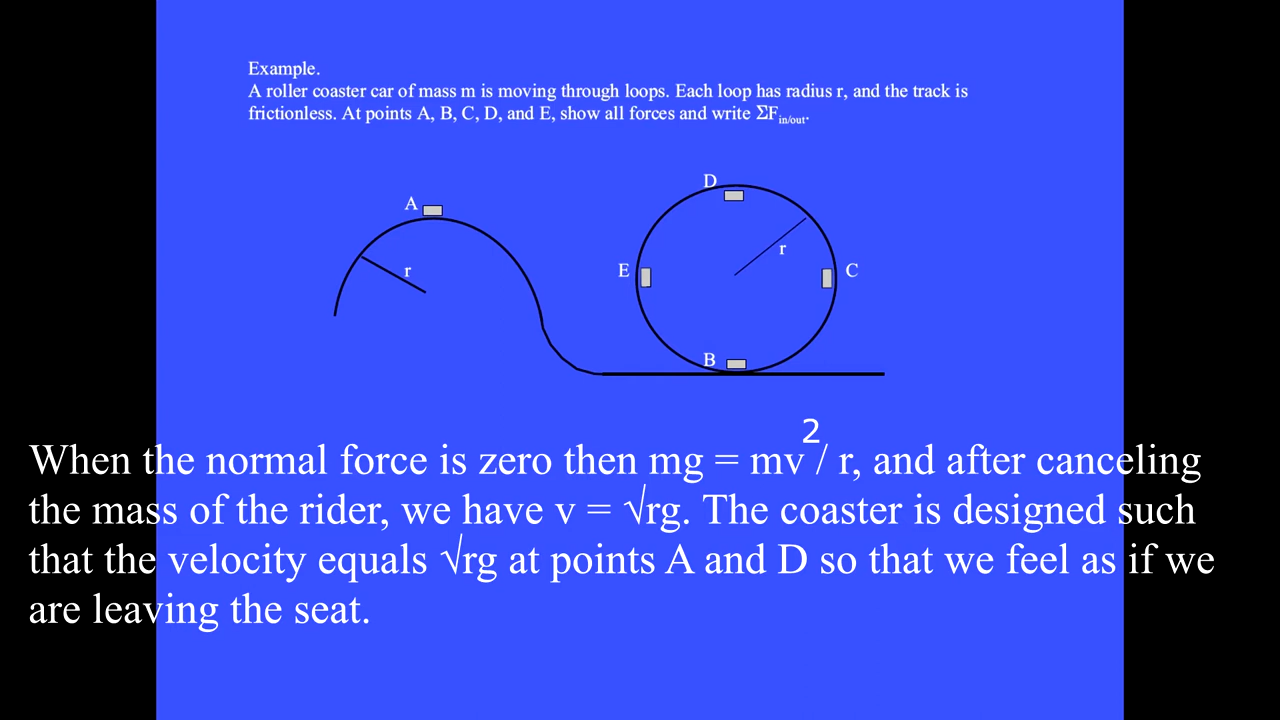 Example.
A roller coaster car of mass m is moving through loops. Each loop has radius r, and the track is
frictionless. At points A, B, C, D, and E, show all forces and write ΣF_in/out.
D
A
r
E
C
r
B
When the normal force is zero then mg = mv²/ r, and after canceling
the mass of the rider, we have v = √rg. The coaster is designed such
that the velocity equals √rg at points A and D so that we feel as if we
are leaving the seat.